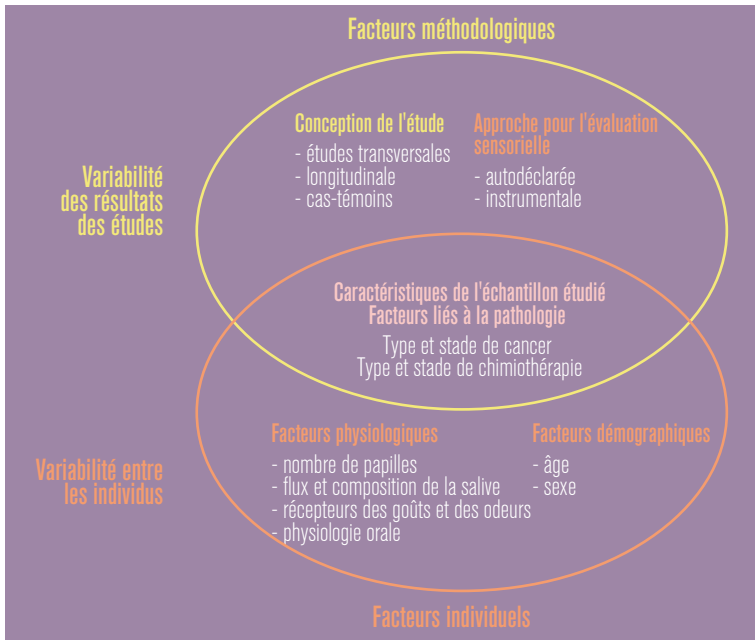 Facteurs méthodologiques
Conception de l'étude
- études transversales
- longitudinale
- cas-témoins
Approche pour l'évaluation
sensorielle
- autodéclarée
- instrumentale
Variabilité
des résultats
des études
Caractéristiques de l'échantillon étudié
Facteurs liés à la pathologie
Type et stade de cancer
Type et stade de chimiothérapie
Variabilité entre
les individus
Facteurs physiologiques
- nombre de papilles
- flux et composition de la salive
- récepteurs des goûts et des odeurs
- physiologie orale
Facteurs démographiques
- âge
- sexe
Facteurs individuels